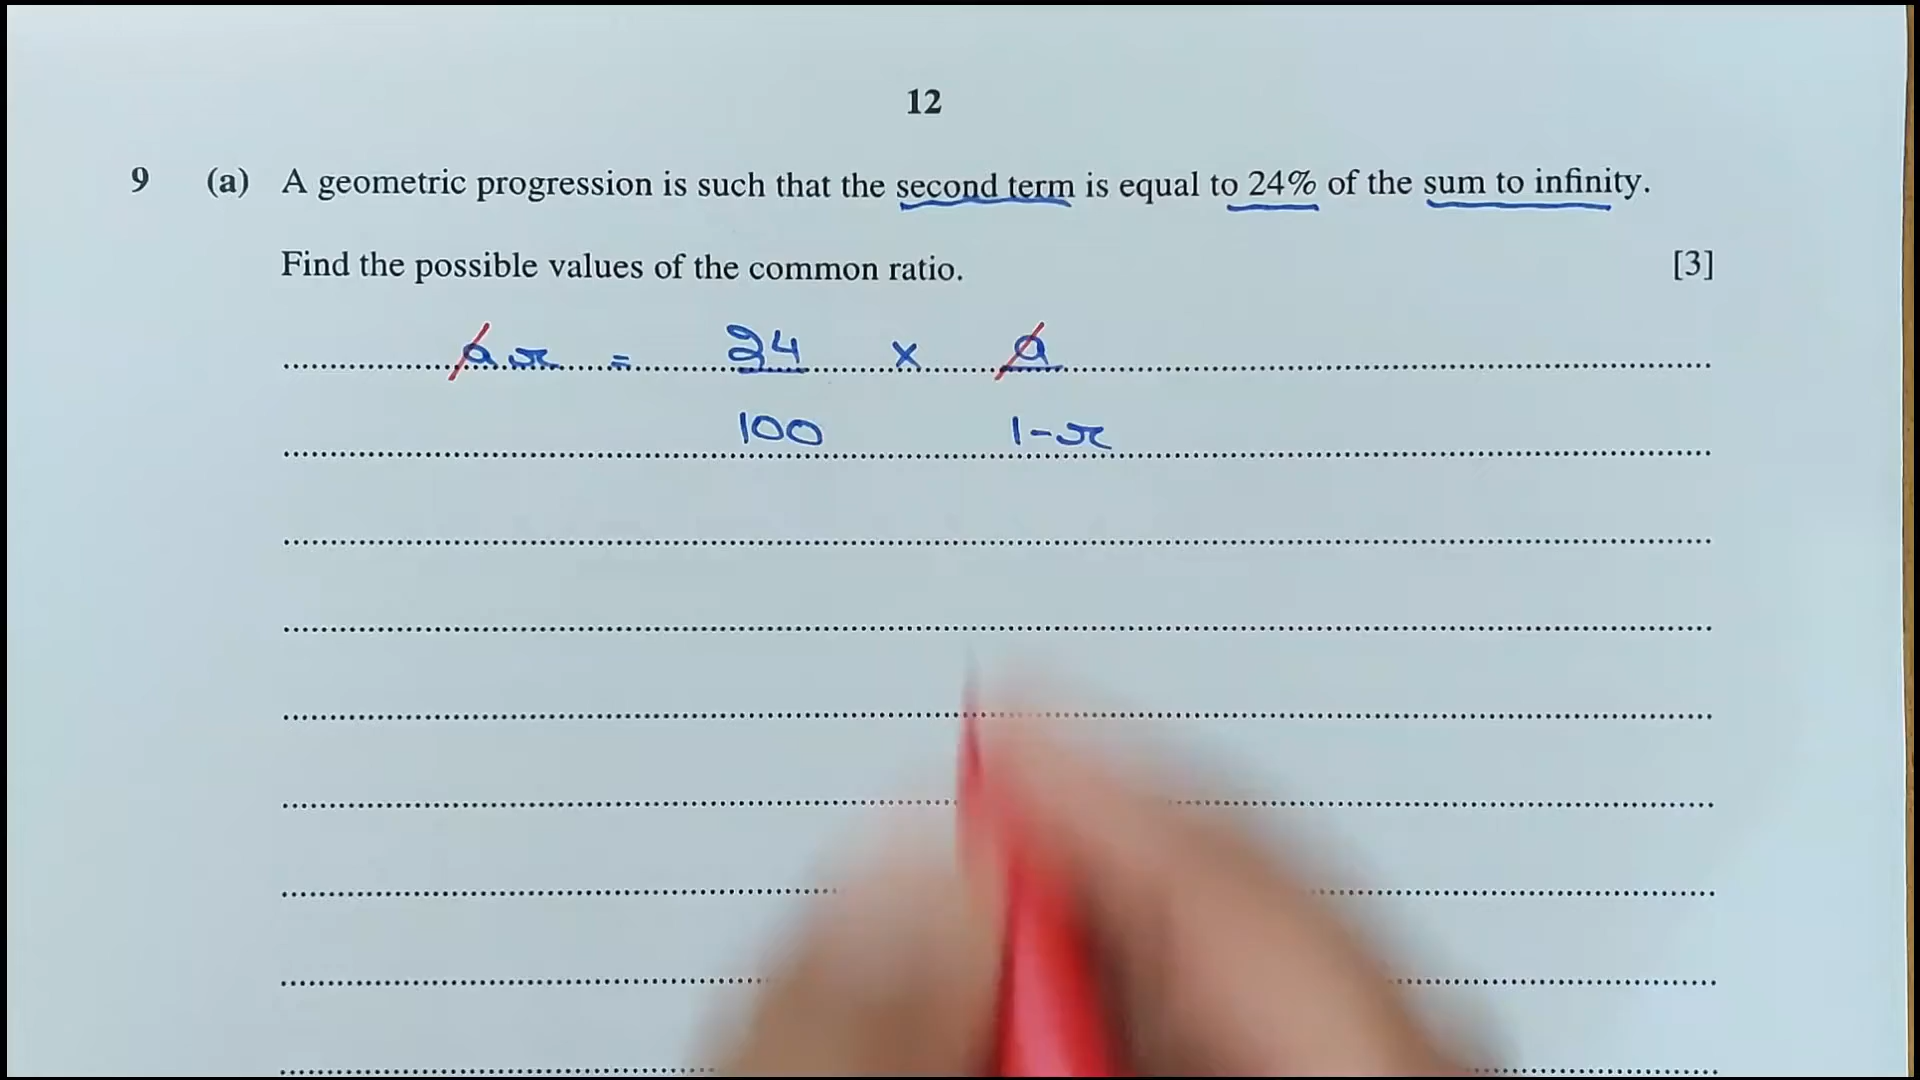 12
9 (a) A geometric progression is such that the second term is equal to 24% of the sum to infinity.
Find the possible values of the common ratio. [3]
ar = 24 × a
100 1-r